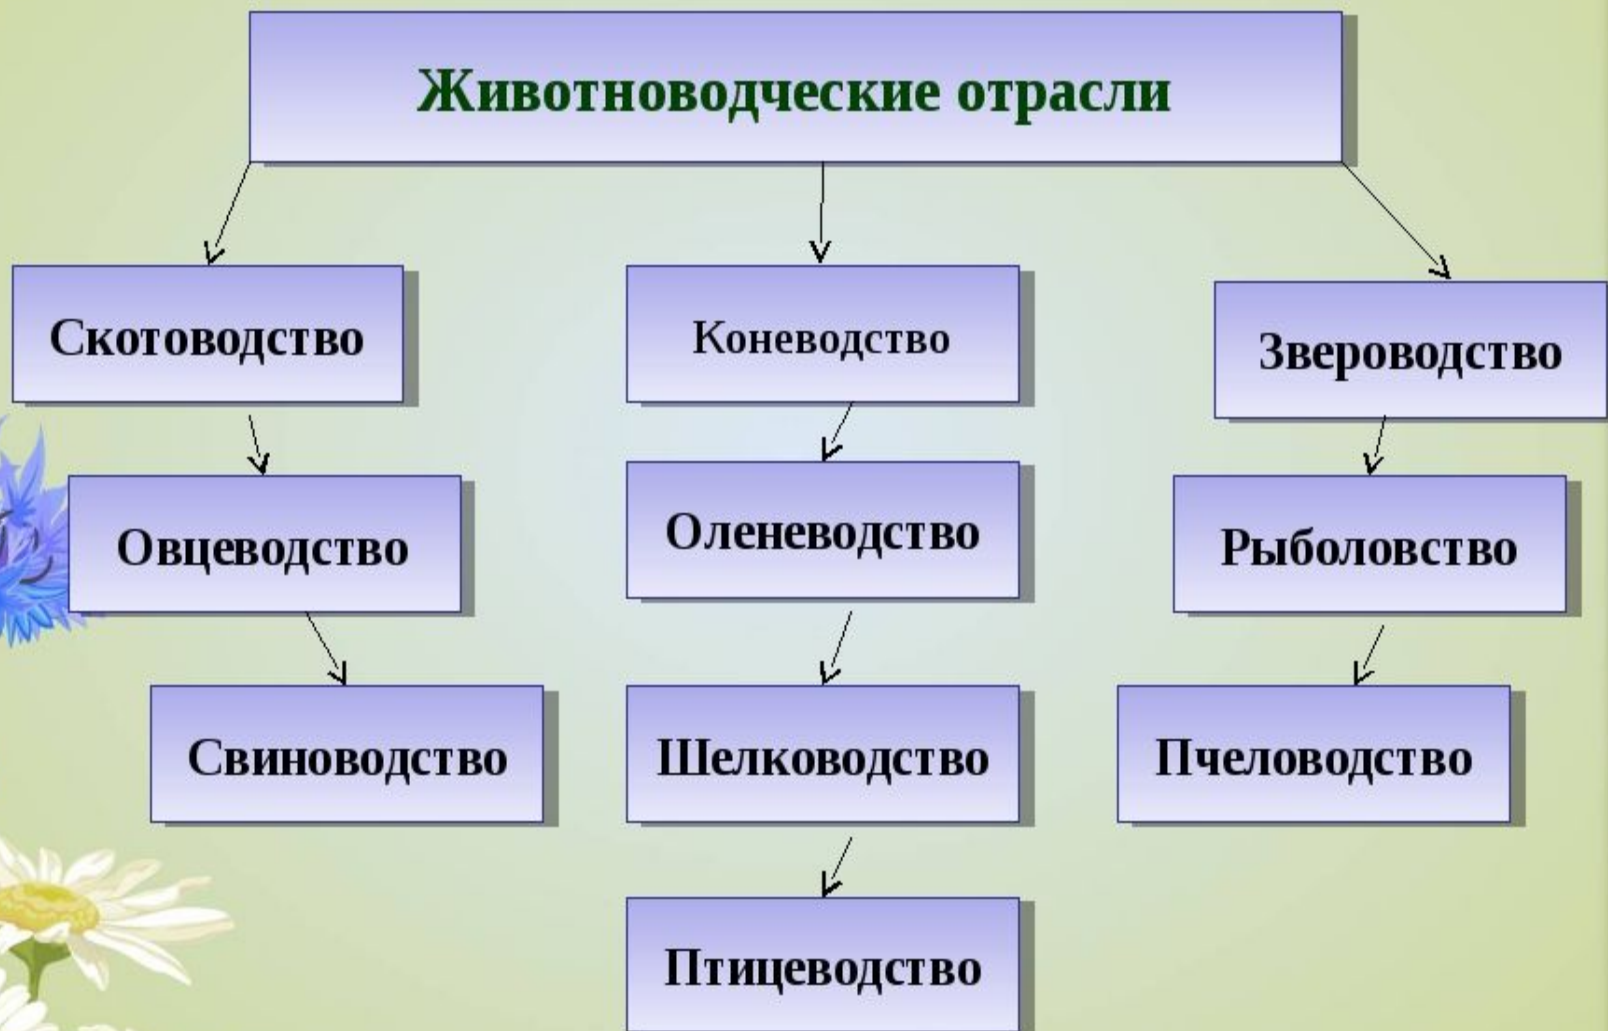 Животноводческие отрасли
Скотоводство
Коневодство
Звероводство
Овцеводство
Оленеводство
Рыболовство
Свиноводство
Шелководство
Пчеловодство
Птицеводство